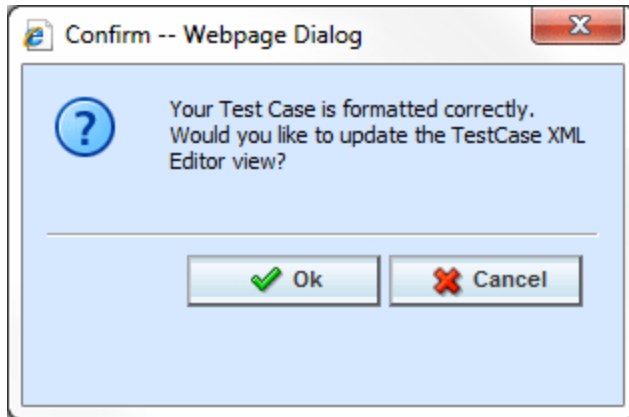 Confirm -- Webpage Dialog
Your Test Case is formatted correctly.
Would you like to update the TestCase XML
Editor view?
Ok
Cancel